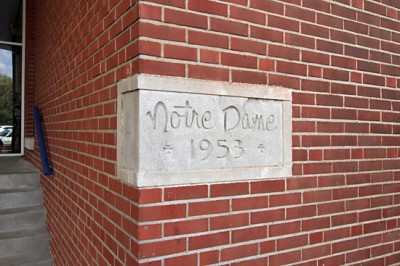 Notre Dame
+ 1953 +